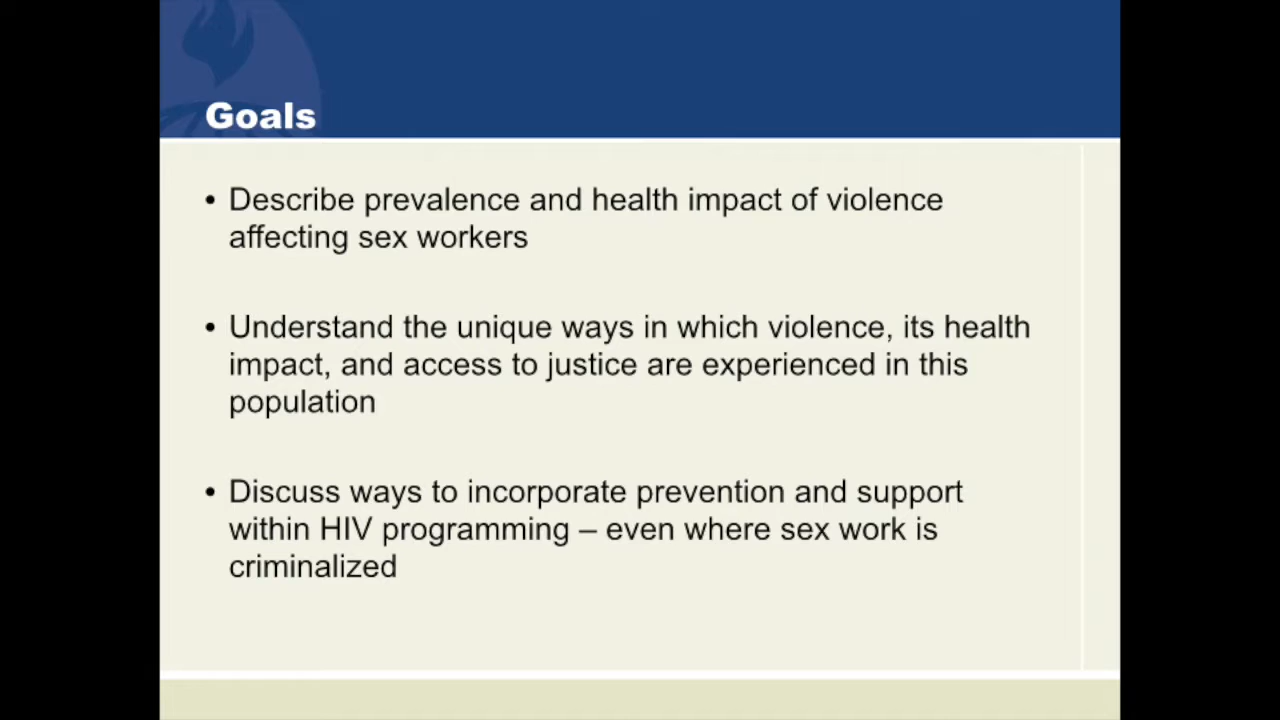 Goals
• Describe prevalence and health impact of violence
affecting sex workers
• Understand the unique ways in which violence, its health
impact, and access to justice are experienced in this
population
• Discuss ways to incorporate prevention and support
within HIV programming – even where sex work is
criminalized